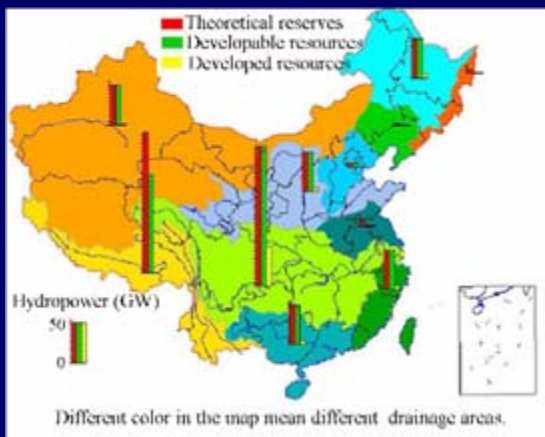 Theoretical reserves
Developable resources
Developed resources
Hydropower (GW)
50
0
Different color in the map mean different drainage areas.